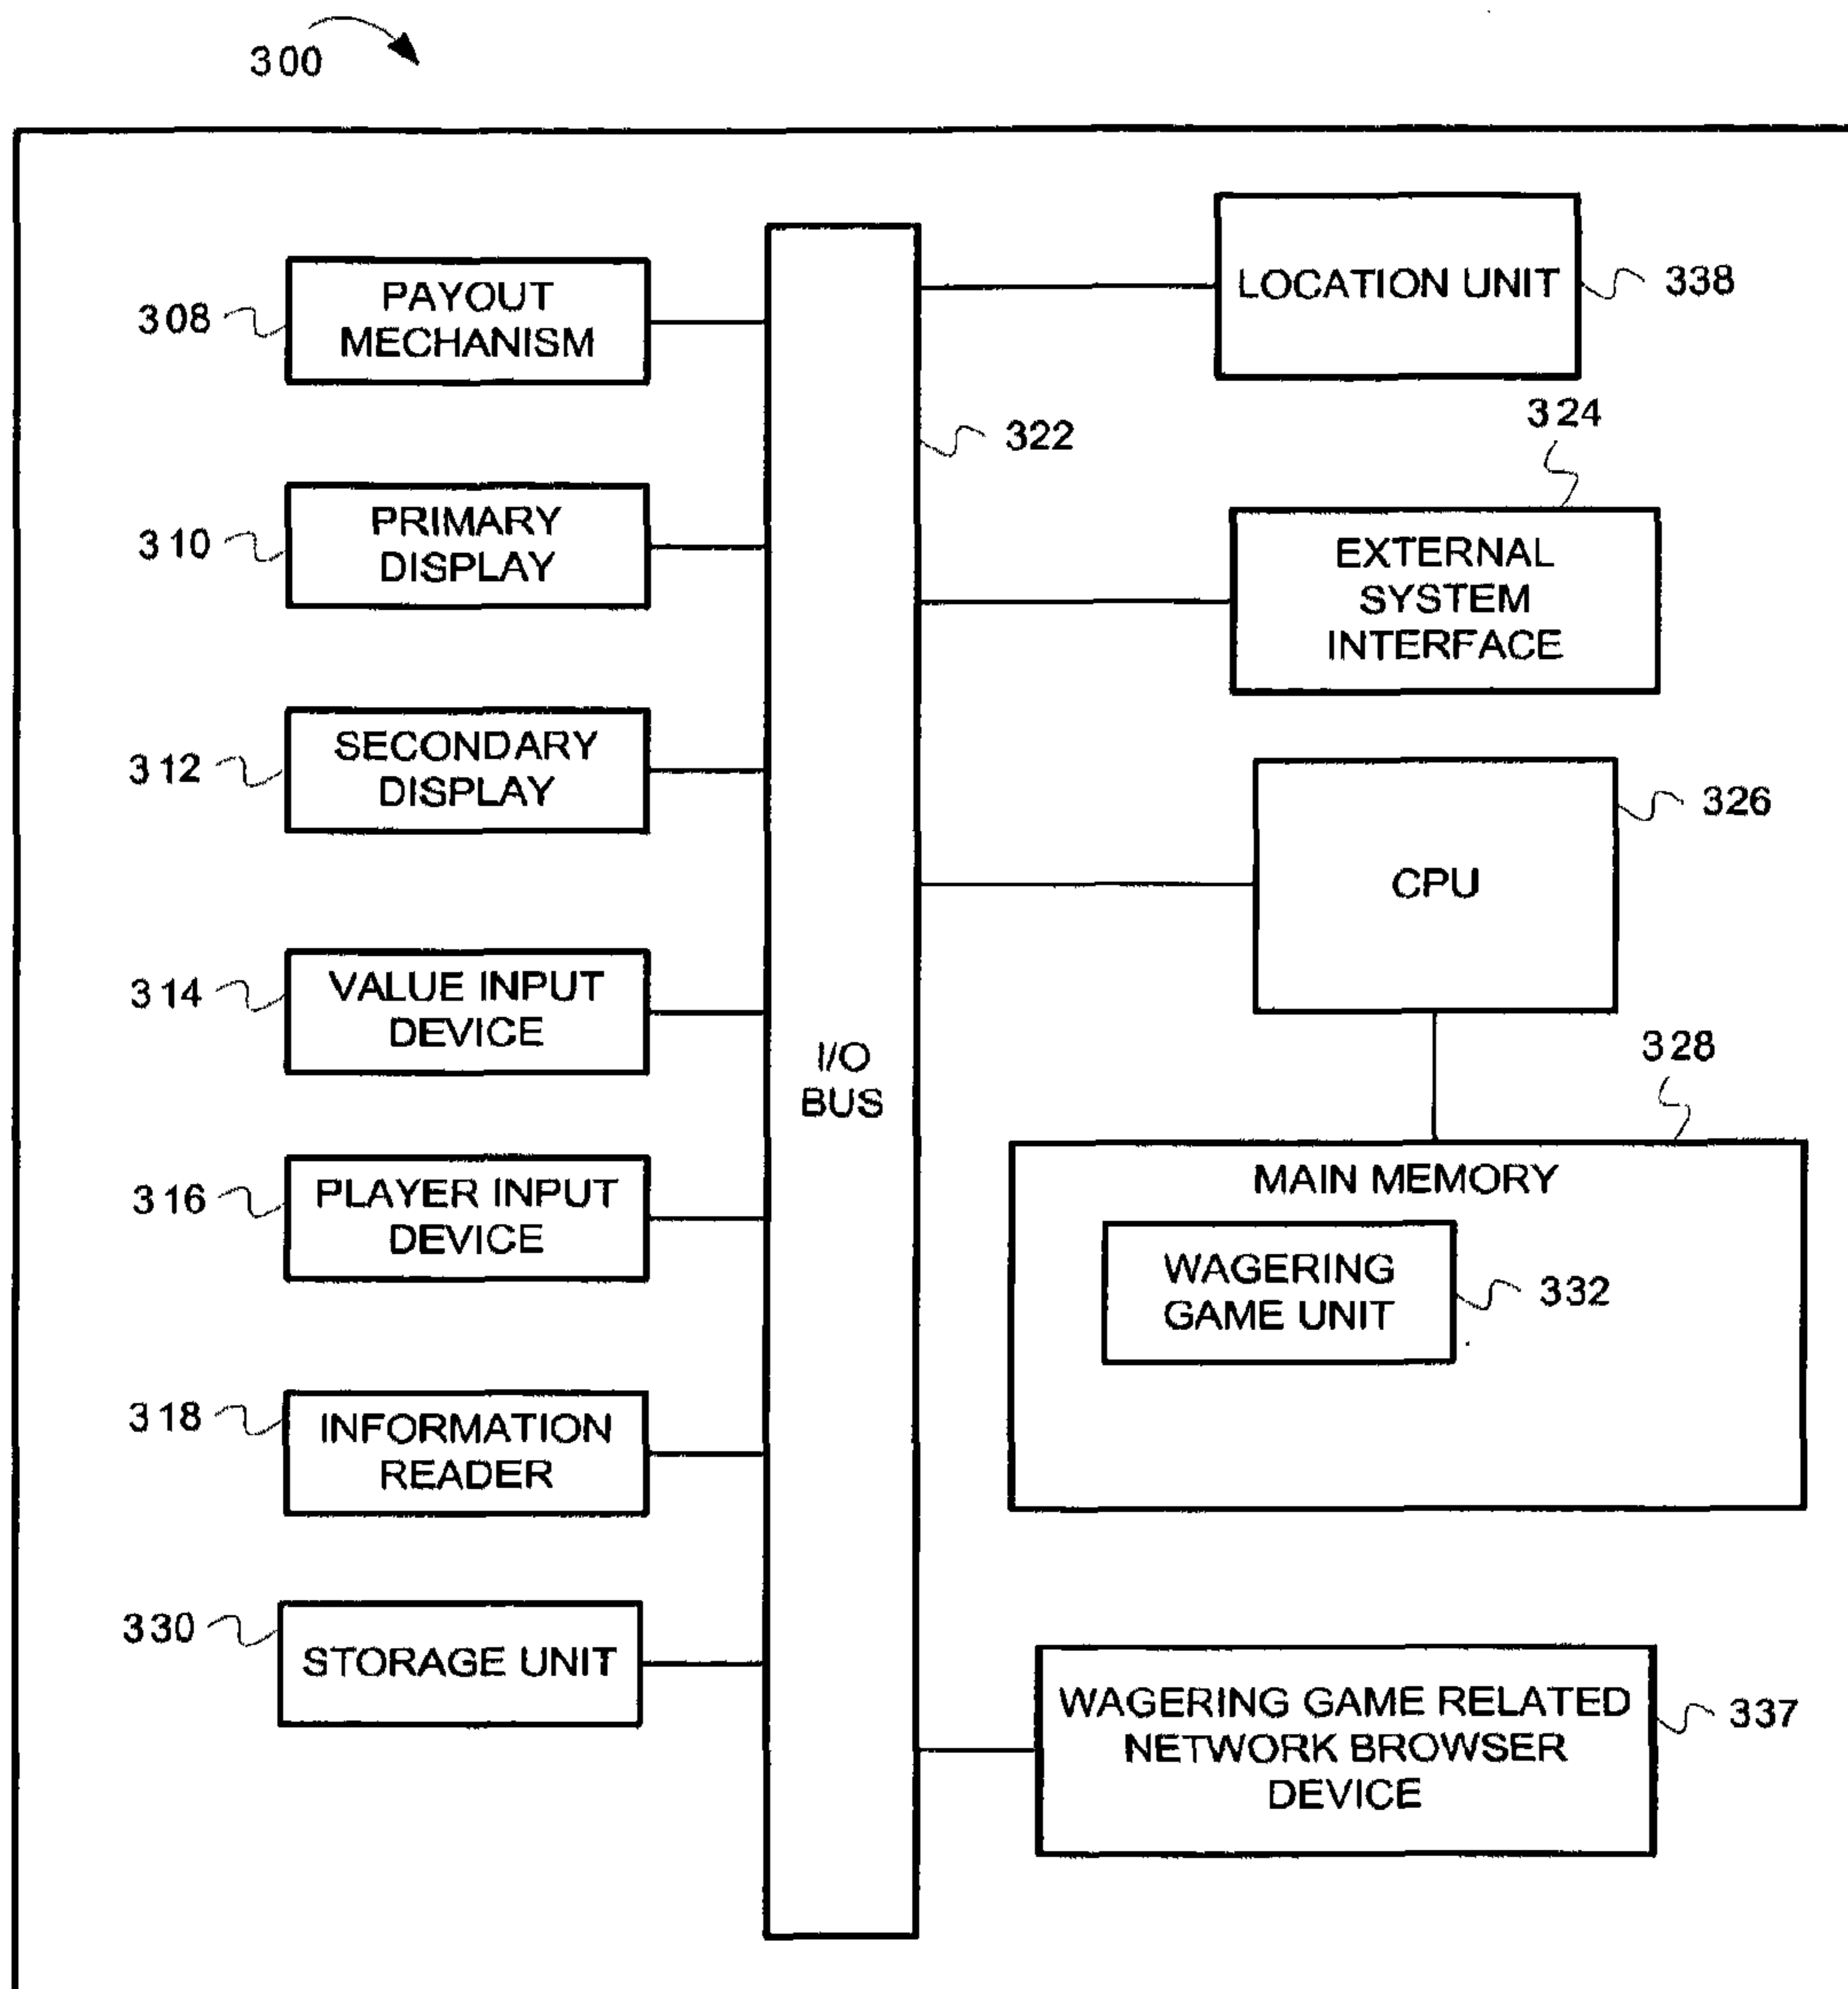 300
308
PAYOUT
MECHANISM
310
PRIMARY
DISPLAY
312
SECONDARY
DISPLAY
314
VALUE INPUT
DEVICE
316
PLAYER INPUT
DEVICE
318
INFORMATION
READER
330
STORAGE UNIT
I/O
BUS
322
LOCATION UNIT
338
324
EXTERNAL
SYSTEM
INTERFACE
CPU
326
328
MAIN MEMORY
WAGERING
GAME UNIT
332
WAGERING GAME RELATED
NETWORK BROWSER
DEVICE
337